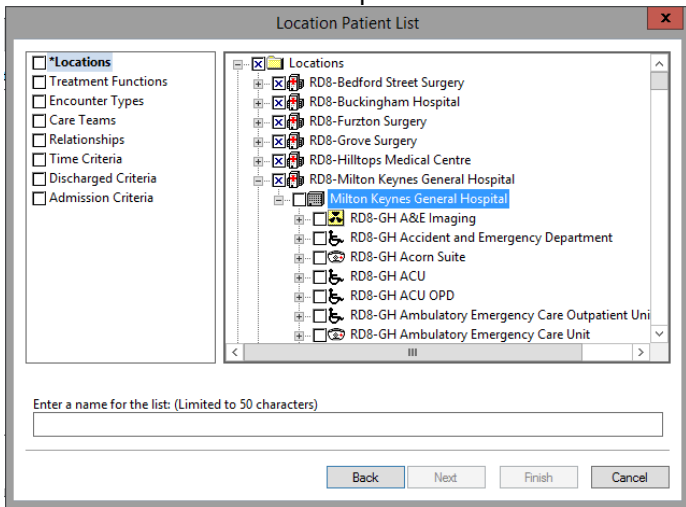 Location Patient List
x
*Locations
Treatment Functions
Encounter Types
Care Teams
Relationships
Time Criteria
Discharged Criteria
Admission Criteria
Locations
RD8-Bedford Street Surgery
RD8-Buckingham Hospital
RD8-Furzton Surgery
RD8-Grove Surgery
RD8-Hilltops Medical Centre
RD8-Milton Keynes General Hospital
Milton Keynes General Hospital
RD8-GH A&E Imaging
RD8-GH Accident and Emergency Department
RD8-GH Acorn Suite
RD8-GH ACU
RD8-GH ACU OPD
RD8-GH Ambulatory Emergency Care Outpatient Uni
RD8-GH Ambulatory Emergency Care Unit
Enter a name for the list: (Limited to 50 characters)
Back Next Finish Cancel